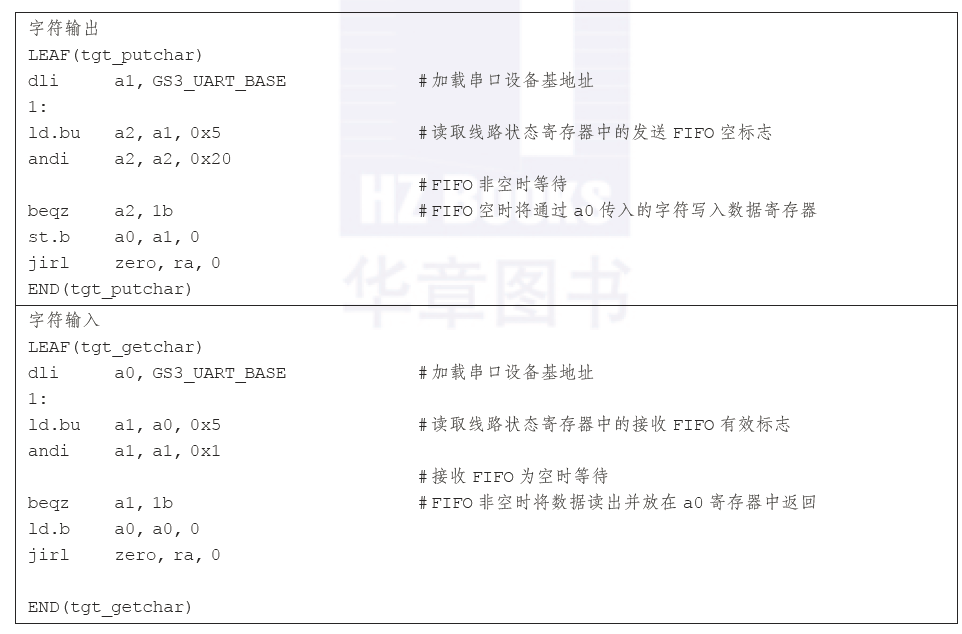 字符输出
LEAF(tgt_putchar)
dli a1, GS3_UART_BASE #加载串口设备基地址
1:
ld.bu a2, a1, 0x5 #读取线路状态寄存器中的发送 FIFO 空标志
andi a2, a2, 0x20
#FIFO 非空时等待
beqz a2, 1b #FIFO 空时将通过 a0 传入的字符写入数据寄存器
st.b a0, a1, 0
jirl zero, ra, 0
END(tgt_putchar)
字符输入
LEAF(tgt_getchar)
dli a0, GS3_UART_BASE #加载串口设备基地址
1:
ld.bu a1, a0, 0x5 #读取线路状态寄存器中的接收 FIFO 有效标志
andi a1, a1, 0x1
#接收 FIFO 为空时等待
beqz a1, 1b #FIFO 非空时将数据读出并放在 a0 寄存器中返回
ld.b a0, a0, 0
jirl zero, ra, 0
END(tgt_getchar)
HZ Books
华章图书